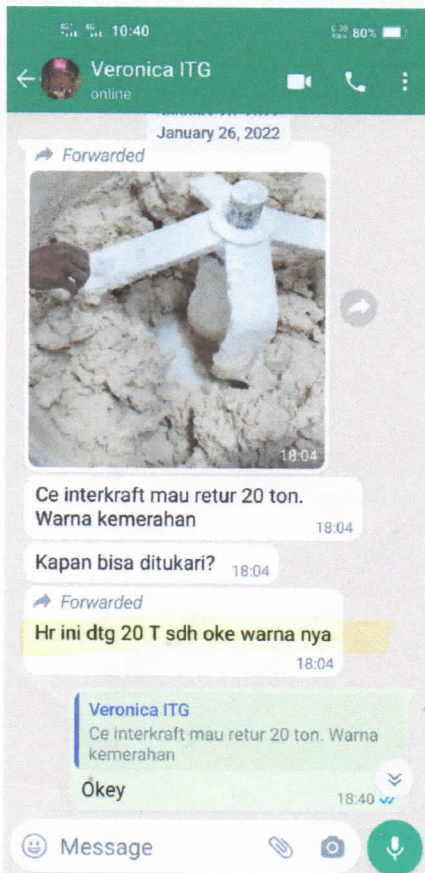 10:40
80%
Veronica ITG
online
January 26, 2022
Forwarded
18:04
Ce interkraft mau retur 20 ton.
Warna kemerahan
18:04
Kapan bisa ditukari?
18:04
Forwarded
Hr ini dtg 20 T sdh oke warna nya
18:04
Veronica ITG
Ce interkraft mau retur 20 ton. Warna
kemerahan
Okey
18:40
Message